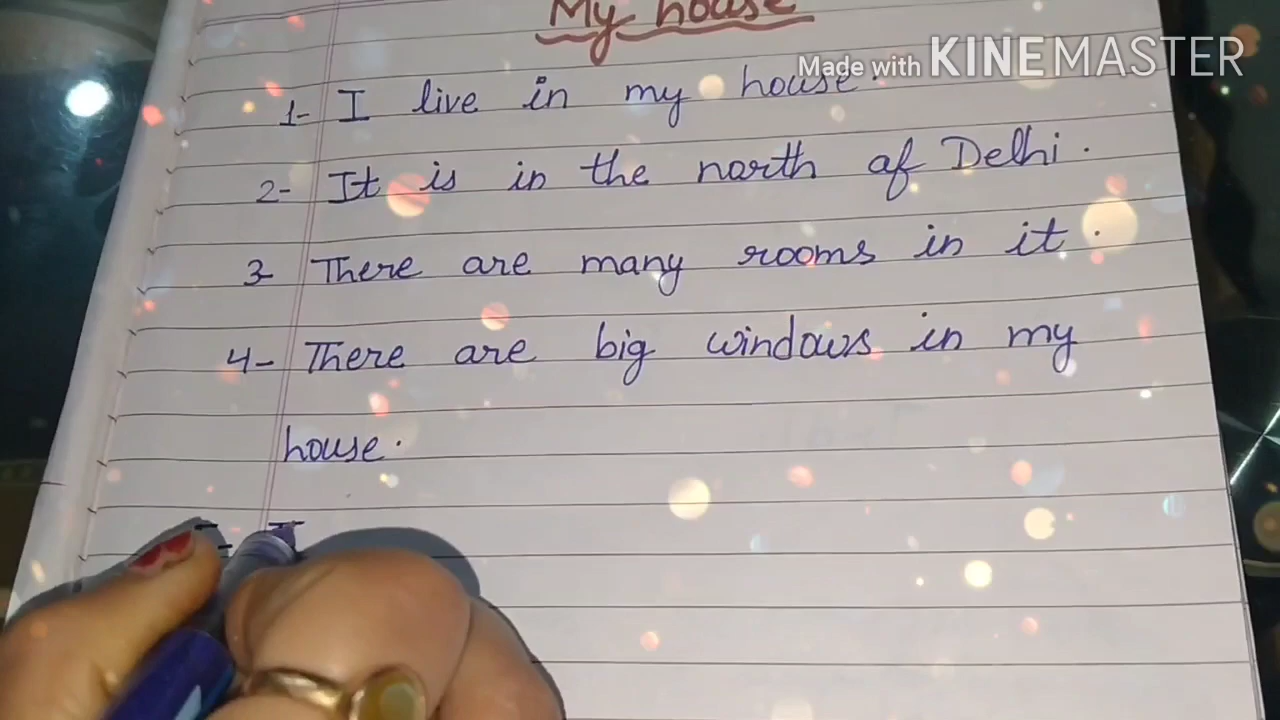 My house
Made with KINEMASTER
1- I live in my house.
2- It is in the north of Delhi.
3- There are many rooms in it.
4- There are big windows in my
house.